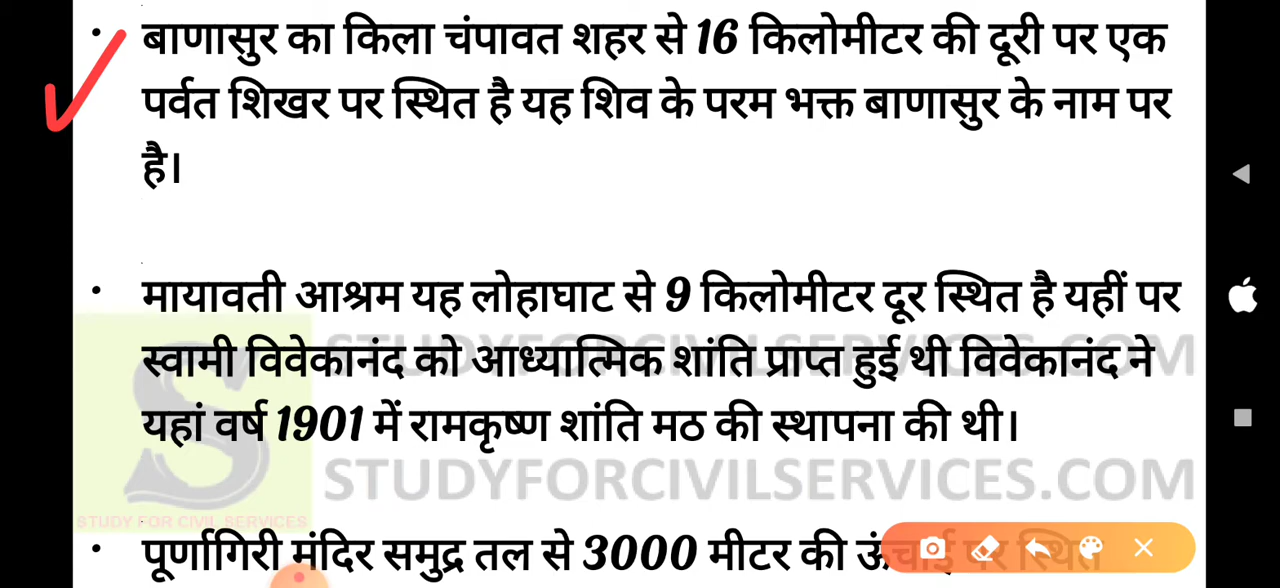 • बाणासुर का किला चंपावत शहर से 16 किलोमीटर की दूरी पर एक
पर्वत शिखर पर स्थित है यह शिव के परम भक्त बाणासुर के नाम पर
है।
• मायावती आश्रम यह लोहाघाट से 9 किलोमीटर दूर स्थित है यहीं पर
स्वामी विवेकानंद को आध्यात्मिक शांति प्राप्त हुई थी विवेकानंद ने
यहां वर्ष 1901 में रामकृष्ण शांति मठ की स्थापना की थी।
STUDYFORCIVILSERVICES.COM
STUDYFORCIVILSERVICES.COM
S
STUDY FOR CIVIL SERVICES
• पूर्णागिरी मंदिर समुद्र तल से 3000 मीटर की ऊंचाई पर स्थित